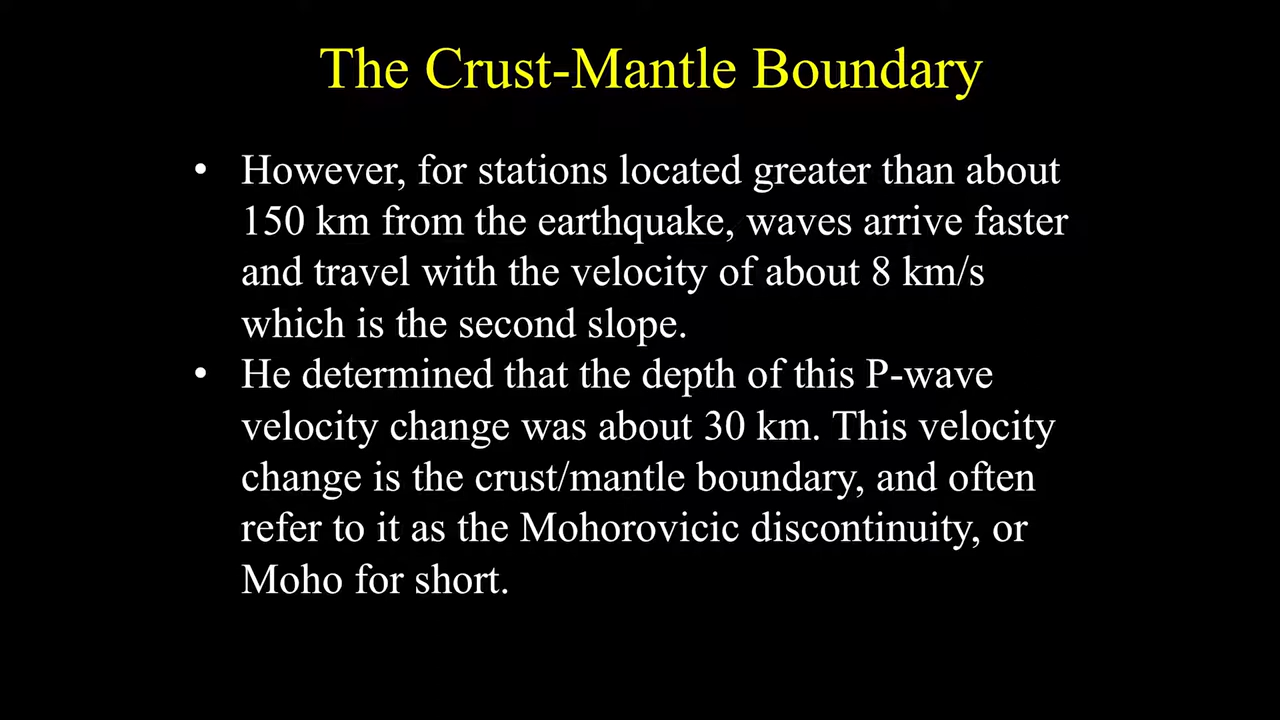 The Crust-Mantle Boundary
• However, for stations located greater than about
150 km from the earthquake, waves arrive faster
and travel with the velocity of about 8 km/s
which is the second slope.
• He determined that the depth of this P-wave
velocity change was about 30 km. This velocity
change is the crust/mantle boundary, and often
refer to it as the Mohorovicic discontinuity, or
Moho for short.